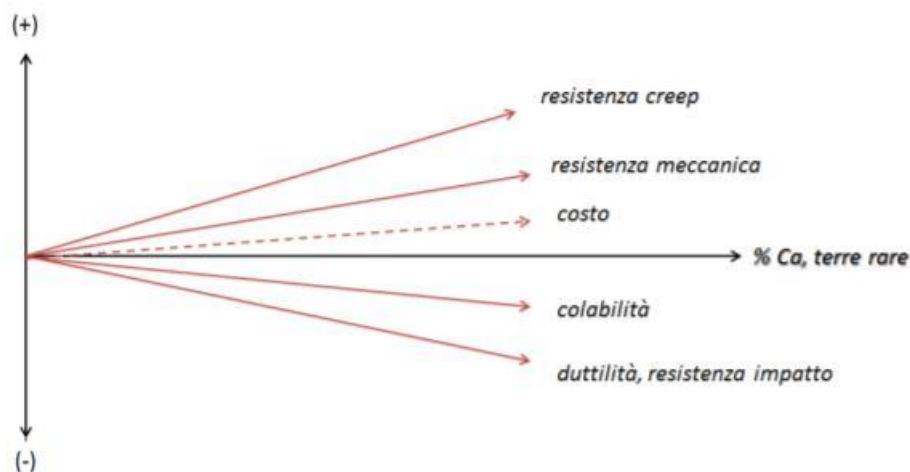 (+)
resistenza creep
resistenza meccanica
costo
% Ca, terre rare
colabilità
duttilità, resistenza impatto
(-)